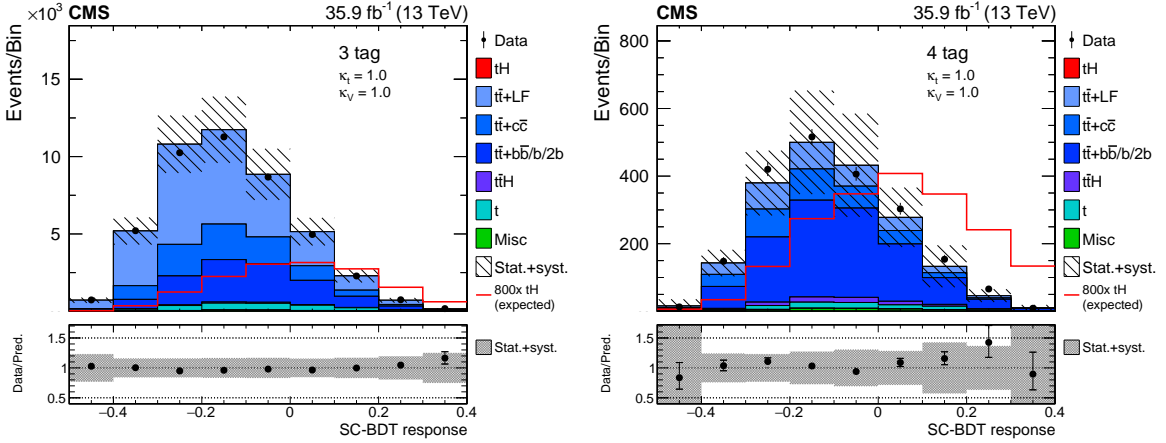 ×10³ CMS 35.9 fb⁻¹ (13 TeV)
Events/Bin
15
10
5
3 tag
κt = 1.0
κV = 1.0
Data
tH
tt̄+LF
tt̄+cc̄
tt̄+bb̄/b/2b
tt̄H
t
Misc
Stat.+syst.
800x tH
(expected)
Data/Pred.
1.5
1
0.5
Stat.+syst.
−0.4 −0.2 0 0.2 0.4
SC-BDT response
CMS 35.9 fb⁻¹ (13 TeV)
Events/Bin
800
600
400
200
4 tag
κt = 1.0
κV = 1.0
Data
tH
tt̄+LF
tt̄+cc̄
tt̄+bb̄/b/2b
tt̄H
t
Misc
Stat.+syst.
800x tH
(expected)
Data/Pred.
1.5
1
0.5
Stat.+syst.
−0.4 −0.2 0 0.2 0.4
SC-BDT response